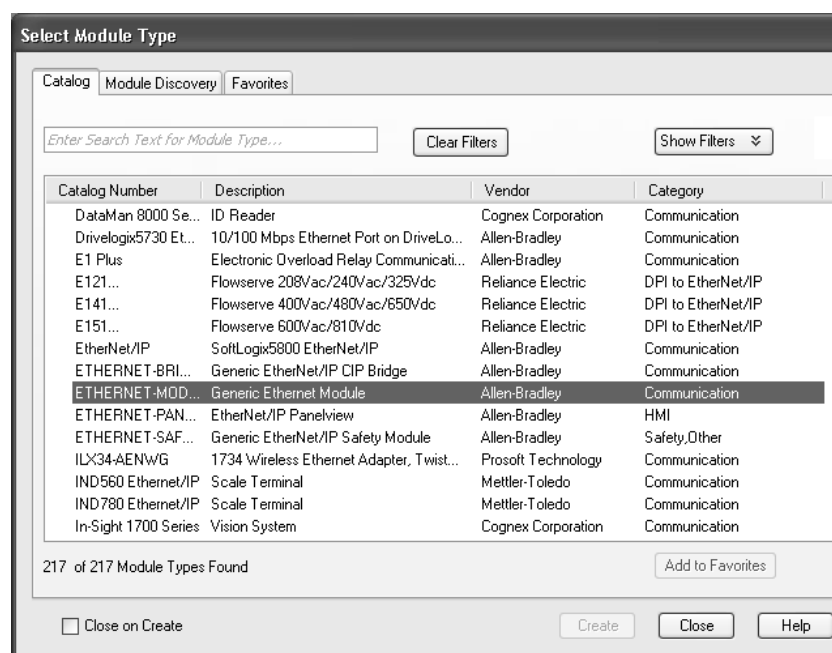 Select Module Type
Catalog Module Discovery Favorites
Enter Search Text for Module Type... Clear Filters Show Filters
Catalog Number Description Vendor Category
DataMan 8000 Se... ID Reader Cognex Corporation Communication
Drivelogix5730 Et... 10/100 Mbps Ethernet Port on DriveLo... Allen-Bradley Communication
E1 Plus Electronic Overload Relay Communicati... Allen-Bradley Communication
E121... Flowserve 208Vac/240Vac/325Vdc Reliance Electric DPI to EtherNet/IP
E141... Flowserve 400Vac/480Vac/650Vdc Reliance Electric DPI to EtherNet/IP
E151... Flowserve 600Vac/810Vdc Reliance Electric DPI to EtherNet/IP
EtherNet/IP SoftLogix5800 EtherNet/IP Allen-Bradley Communication
ETHERNET-BRI... Generic EtherNet/IP CIP Bridge Allen-Bradley Communication
ETHERNET-MOD... Generic Ethernet Module Allen-Bradley Communication
ETHERNET-PAN... EtherNet/IP Panelview Allen-Bradley HMI
ETHERNET-SAF... Generic EtherNet/IP Safety Module Allen-Bradley Safety,Other
ILX34-AENWG 1734 Wireless Ethernet Adapter, Twist... Prosoft Technology Communication
IND560 Ethernet/IP Scale Terminal Mettler-Toledo Communication
IND780 Ethernet/IP Scale Terminal Mettler-Toledo Communication
In-Sight 1700 Series Vision System Cognex Corporation Communication
217 of 217 Module Types Found Add to Favorites
Close on Create Create Close Help